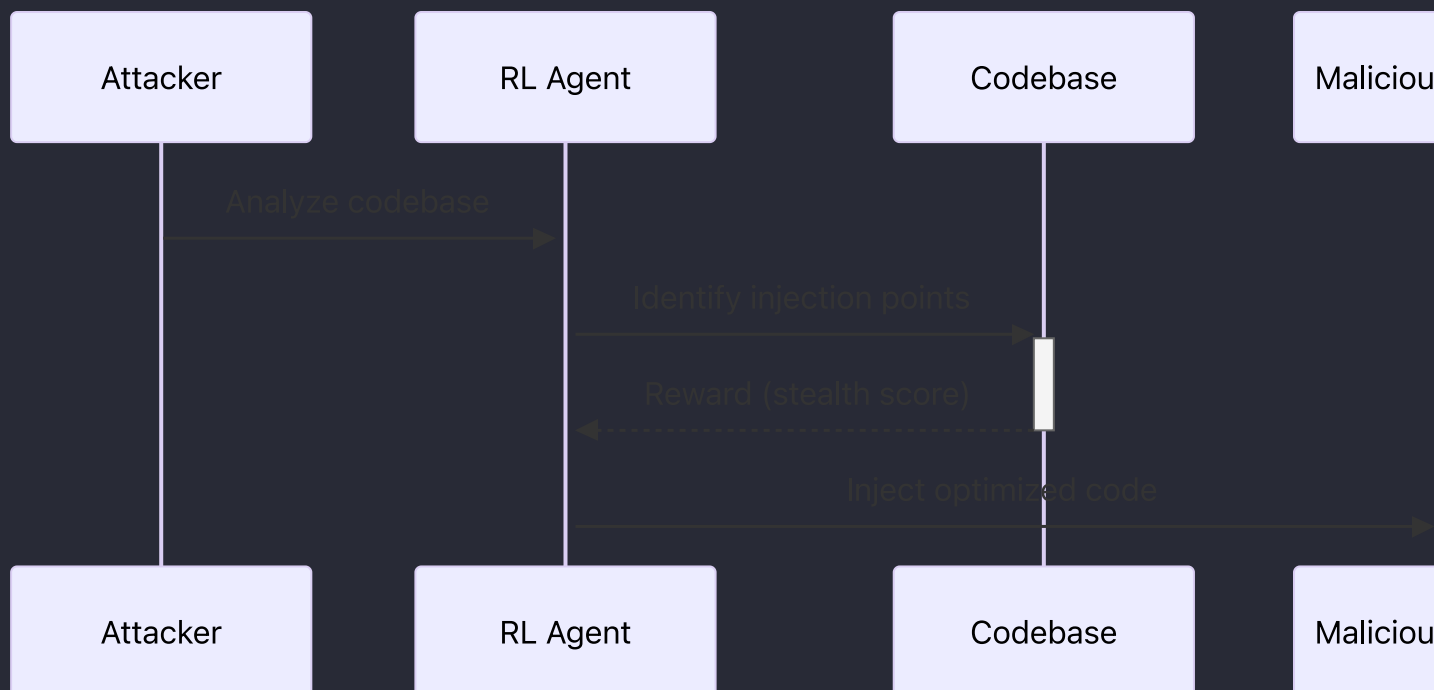 Attacker
RL Agent
Codebase
Maliciou
Analyze codebase
Identify injection points
Reward (stealth score)
Inject optimized code
Attacker
RL Agent
Codebase
Maliciou